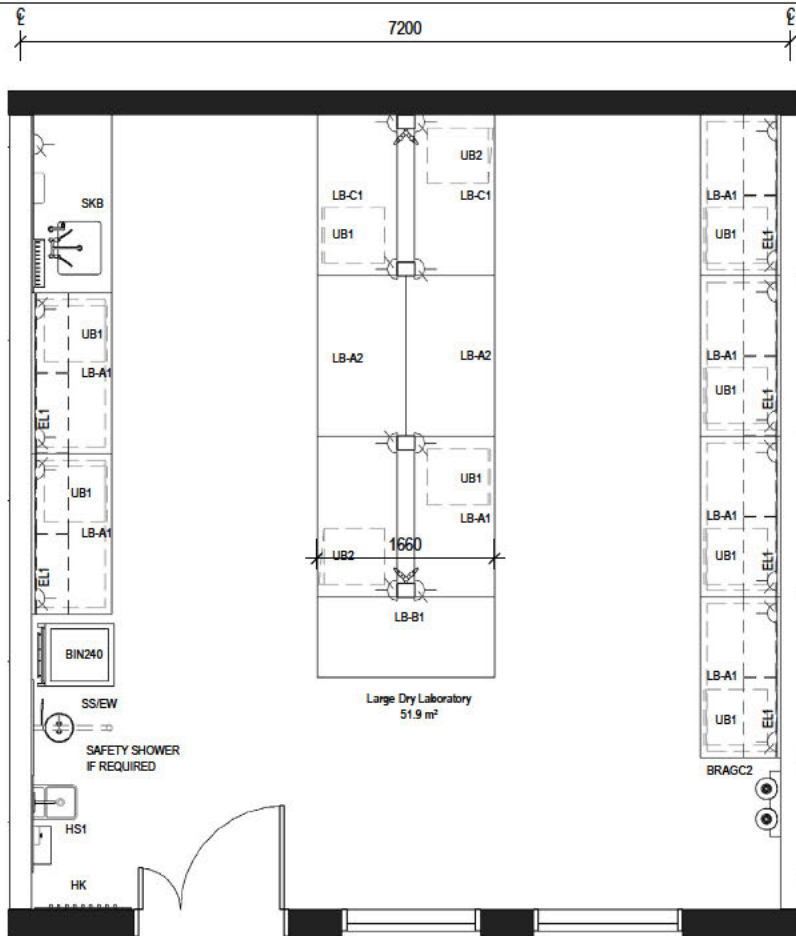 ℄
℄
7200
UB2
SKB
LB-C1
LB-C1
LB-A1
UB1
UB1
EL1
UB1
LB-A1
LB-A2
LB-A2
LB-A1
UB1
EL1
EL1
UB1
UB1
LB-A1
LB-A1
LB-A1
1660
UB2
UB1
EL1
EL1
LB-B1
BIN240
LB-A1
SS/EW
Large Dry Laboratory
51.9 m²
UB1
EL1
SAFETY SHOWER
IF REQUIRED
BRAGC2
HS1
HK